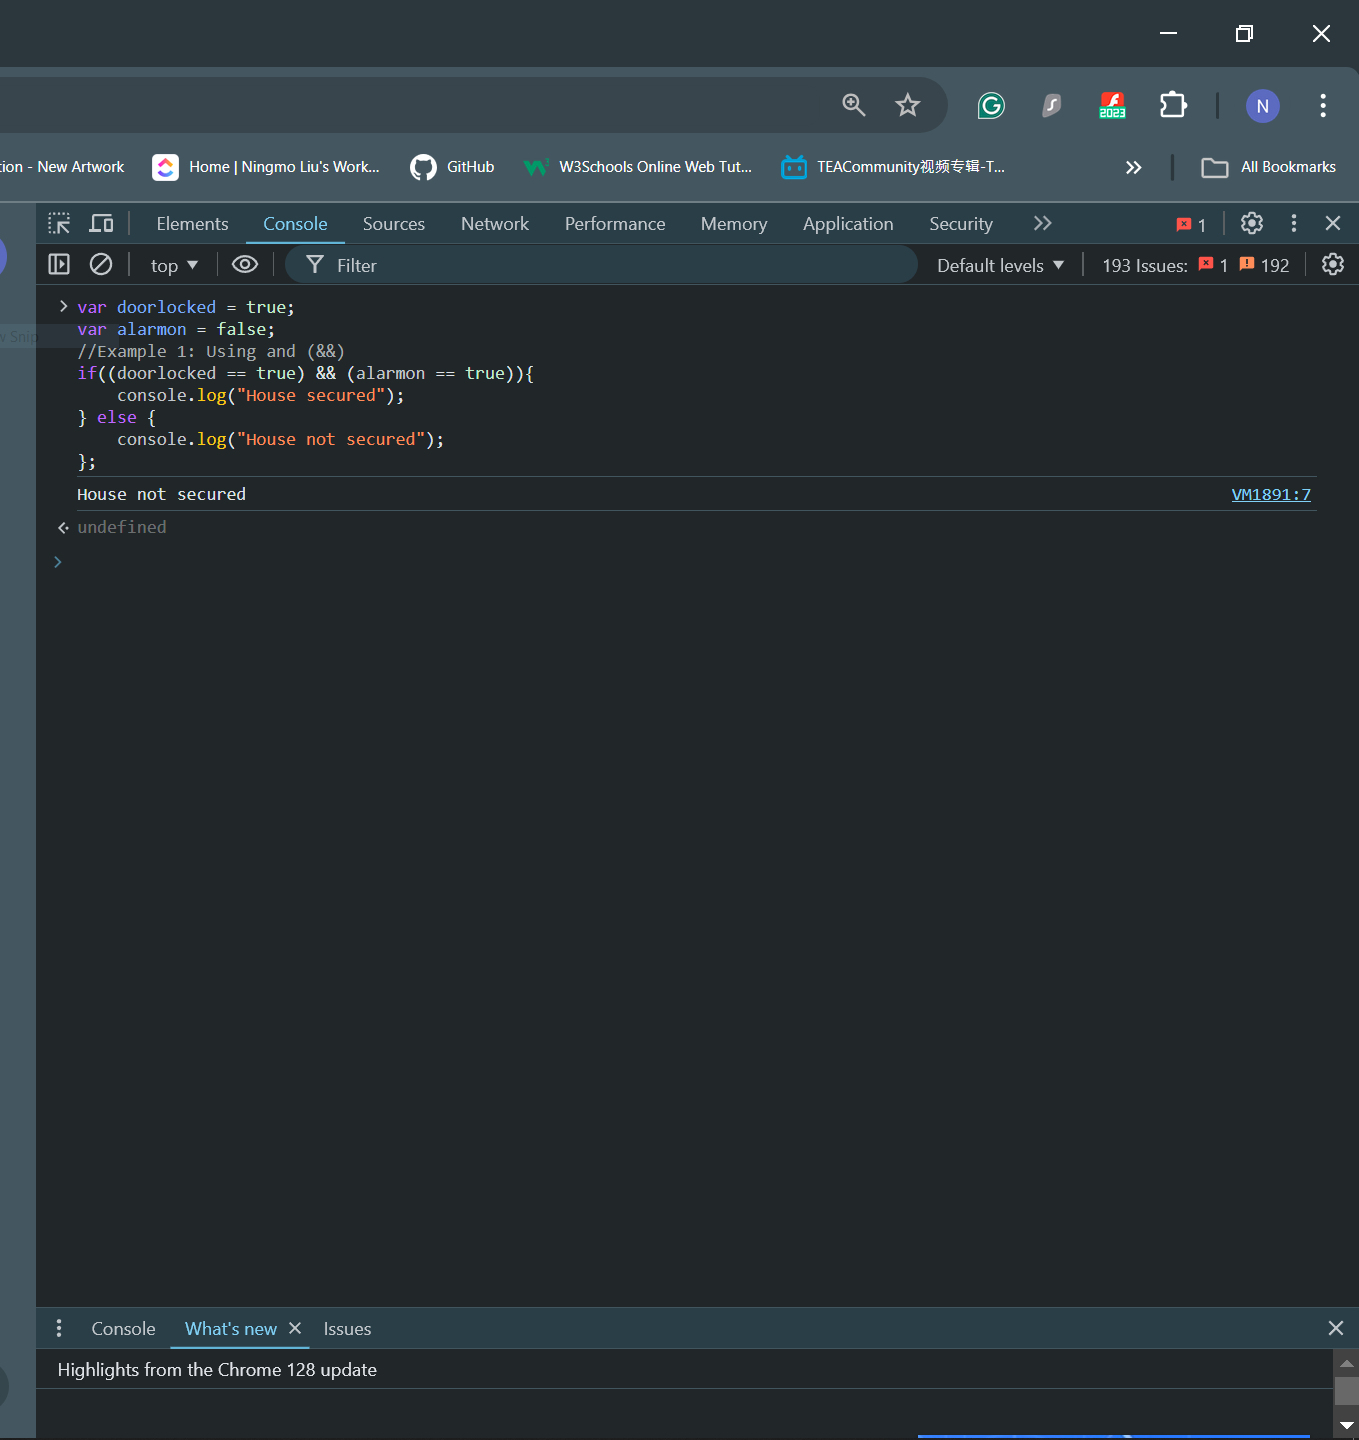 2023
N
tion - New Artwork
Home | Ningmo Liu's Work...
GitHub
W3Schools Online Web Tut...
TEACommunity视频专辑-T...
All Bookmarks
Elements
Console
Sources
Network
Performance
Memory
Application
Security
1
top
Filter
Default levels
193 Issues: 1 192
var doorlocked = true;
var alarmon = false;
//Example 1: Using and (&&)
if((doorlocked == true) && (alarmon == true)){
    console.log("House secured");
} else {
    console.log("House not secured");
};
w Snip
House not secured
VM1891:7
undefined
Console
What's new
Issues
Highlights from the Chrome 128 update